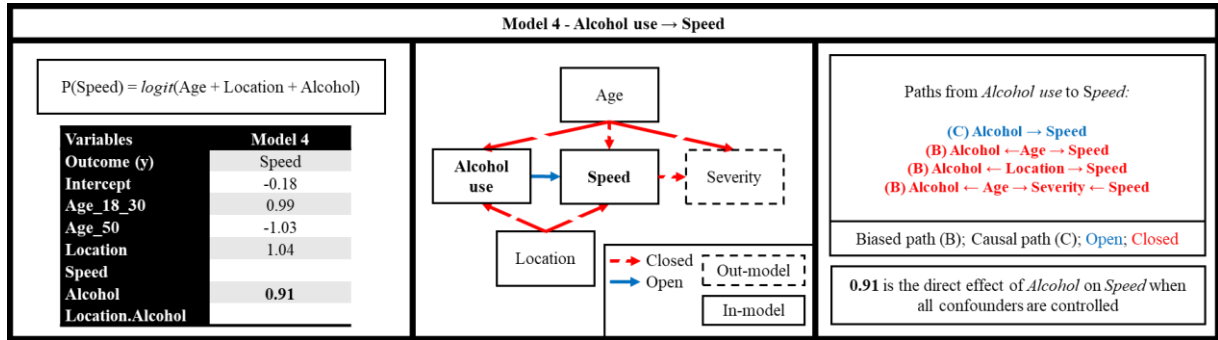 Model 4 - Alcohol use → Speed
P(Speed) = logit(Age + Location + Alcohol)
Variables Model 4
Outcome (y) Speed
Intercept -0.18
Age_18_30 0.99
Age_50 -1.03
Location 1.04
Speed
Alcohol 0.91
Location.Alcohol
Age
Alcohol
use
Speed
Severity
Location
Closed
Open
Out-model
In-model
Paths from Alcohol use to Speed:
(C) Alcohol → Speed
(B) Alcohol ←Age → Speed
(B) Alcohol ← Location → Speed
(B) Alcohol ← Age → Severity ← Speed
Biased path (B); Causal path (C); Open; Closed
0.91 is the direct effect of Alcohol on Speed when
all confounders are controlled